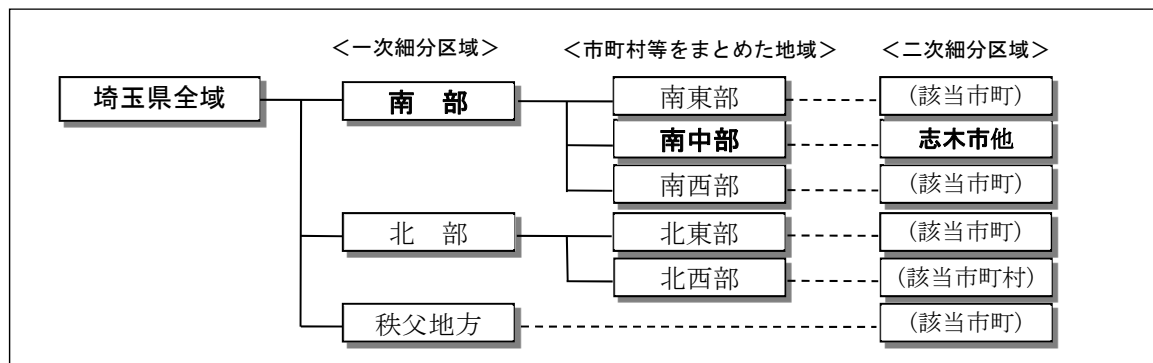 ＜一次細分区域＞ ＜市町村等をまとめた地域＞ ＜二次細分区域＞
埼玉県全域 南　部 南東部 (該当市町)
南中部 志木市他
南西部 (該当市町)
北　部 北東部 (該当市町)
北西部 (該当市町村)
秩父地方 (該当市町)